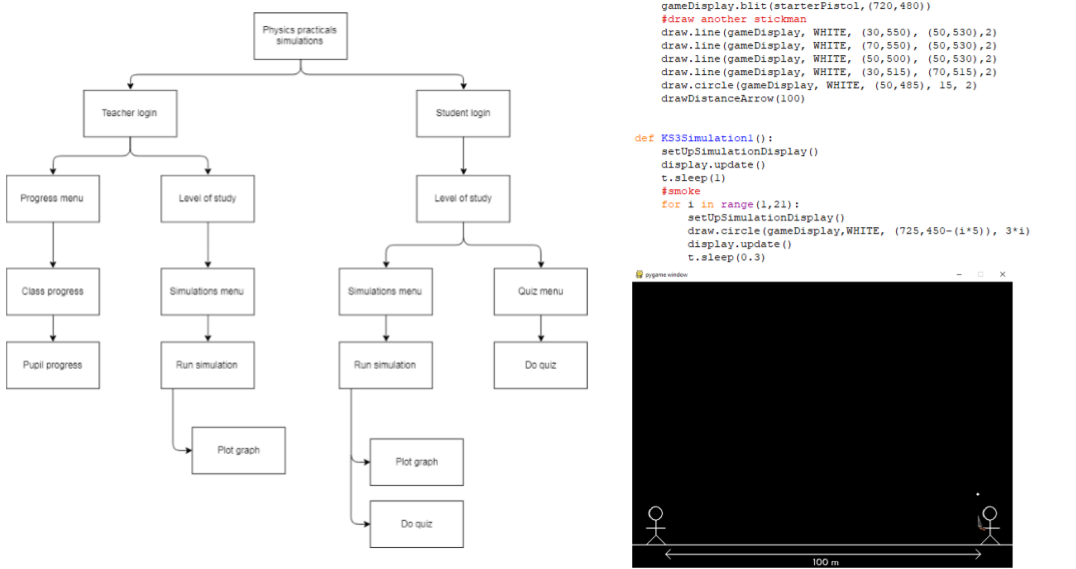 Physics practicals
simulations
Teacher login
Student login
Progress menu
Level of study
Level of study
Class progress
Simulations menu
Simulations menu
Quiz menu
Pupil progress
Run simulation
Run simulation
Do quiz
Plot graph
Plot graph
Do quiz
gameDisplay.blit(starterPistol,(720,480))
#draw another stickman
draw.line(gameDisplay, WHITE, (30,550), (50,530),2)
draw.line(gameDisplay, WHITE, (70,550), (50,530),2)
draw.line(gameDisplay, WHITE, (50,500), (50,530),2)
draw.line(gameDisplay, WHITE, (30,515), (70,515),2)
draw.circle(gameDisplay, WHITE, (50,485), 15, 2)
drawDistanceArrow(100)
def KS3Simulation1():
setUpSimulationDisplay()
display.update()
t.sleep(1)
#smoke
for i in range(1,21):
setUpSimulationDisplay()
draw.circle(gameDisplay,WHITE, (725,450-(i*5)), 3*i)
display.update()
t.sleep(0.3)
pygame window
100 m